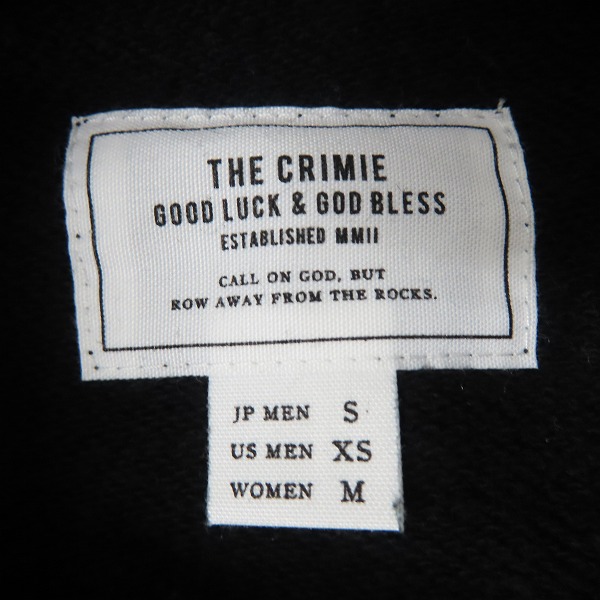 THE CRIMIE
GOOD LUCK & GOD BLESS
ESTABLISHED MMII
CALL ON GOD, BUT
ROW AWAY FROM THE ROCKS.
JP MEN S
US MEN XS
WOMEN M